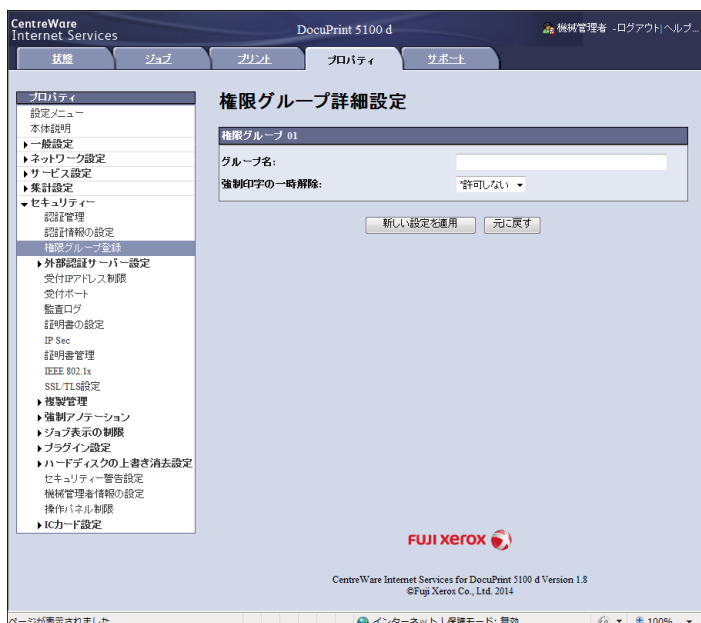 CentreWare
Internet Services
DocuPrint 5100 d
機械管理者 -ログアウト|ヘルプ...
状態
ジョブ
プリント
プロパティ
サポート
プロパティ
設定メニュー
本体説明
一般設定
ネットワーク設定
サービス設定
集計設定
セキュリティー
認証管理
認証情報の設定
権限グループ登録
外部認証サーバー設定
受付IPアドレス制限
受付ポート
監査ログ
証明書の設定
IP Sec
証明書管理
IEEE 802.1x
SSL/TLS設定
複製管理
強制アノテーション
ジョブ表示の制限
プラグイン設定
ハードディスクの上書き消去設定
セキュリティー警告設定
機械管理者情報の設定
操作パネル制限
ICカード設定
権限グループ詳細設定
権限グループ 01
グループ名:
強制印字の一時解除:
*許可しない
新しい設定を適用
元に戻す
FUJI xerox
CentreWare Internet Services for DocuPrint 5100 d Version 1.8
©Fuji Xerox Co., Ltd. 2014
ページが表示されました
インターネット | 保護モード: 無効
100%